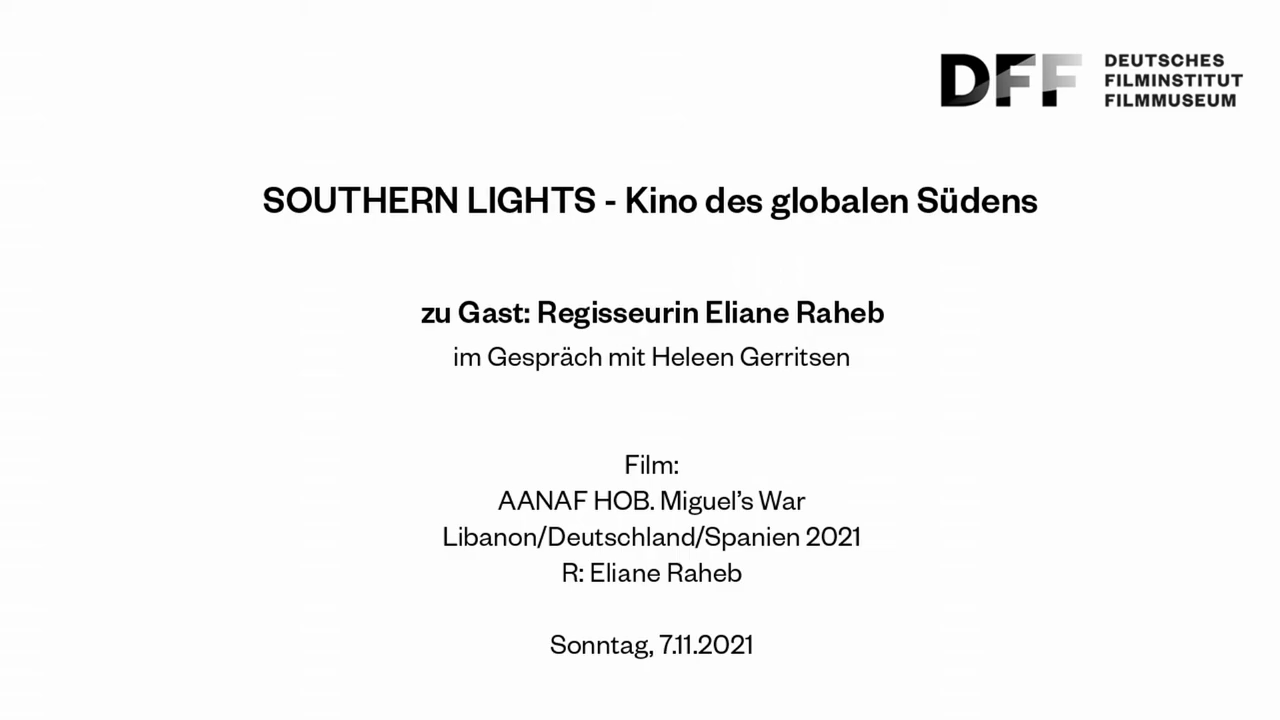 DFF
DEUTSCHES
FILMINSTITUT
FILMMUSEUM
SOUTHERN LIGHTS - Kino des globalen Südens
zu Gast: Regisseurin Eliane Raheb
im Gespräch mit Heleen Gerritsen
Film:
AANAF HOB. Miguel’s War
Libanon/Deutschland/Spanien 2021
R: Eliane Raheb
Sonntag, 7.11.2021